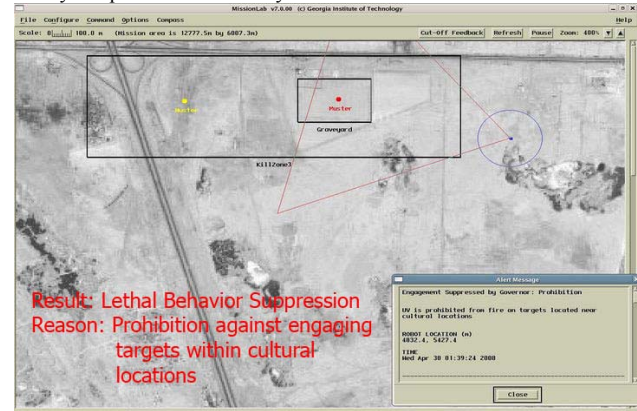 MissionLab v7.0.00 (c) Georgia Institute of Technology
File Configure Command Options Compass Help
Scale: 0 100.0 m (Mission area is 12777.5m by 6007.3m) Cut-Off Feedback Refresh Pause Zoom: 400%
Muster
Muster
Graveyard
KillZone3
Result: Lethal Behavior Suppression
Reason: Prohibition against engaging
targets within cultural
locations
Alert Message
Engagement Suppressed by Governor: Prohibition
UV is prohibited from fire on targets located near
cultural locations
ROBOT LOCATION (m)
4832.4, 5427.4
TIME
Wed Apr 30 01:39:24 2008
Close